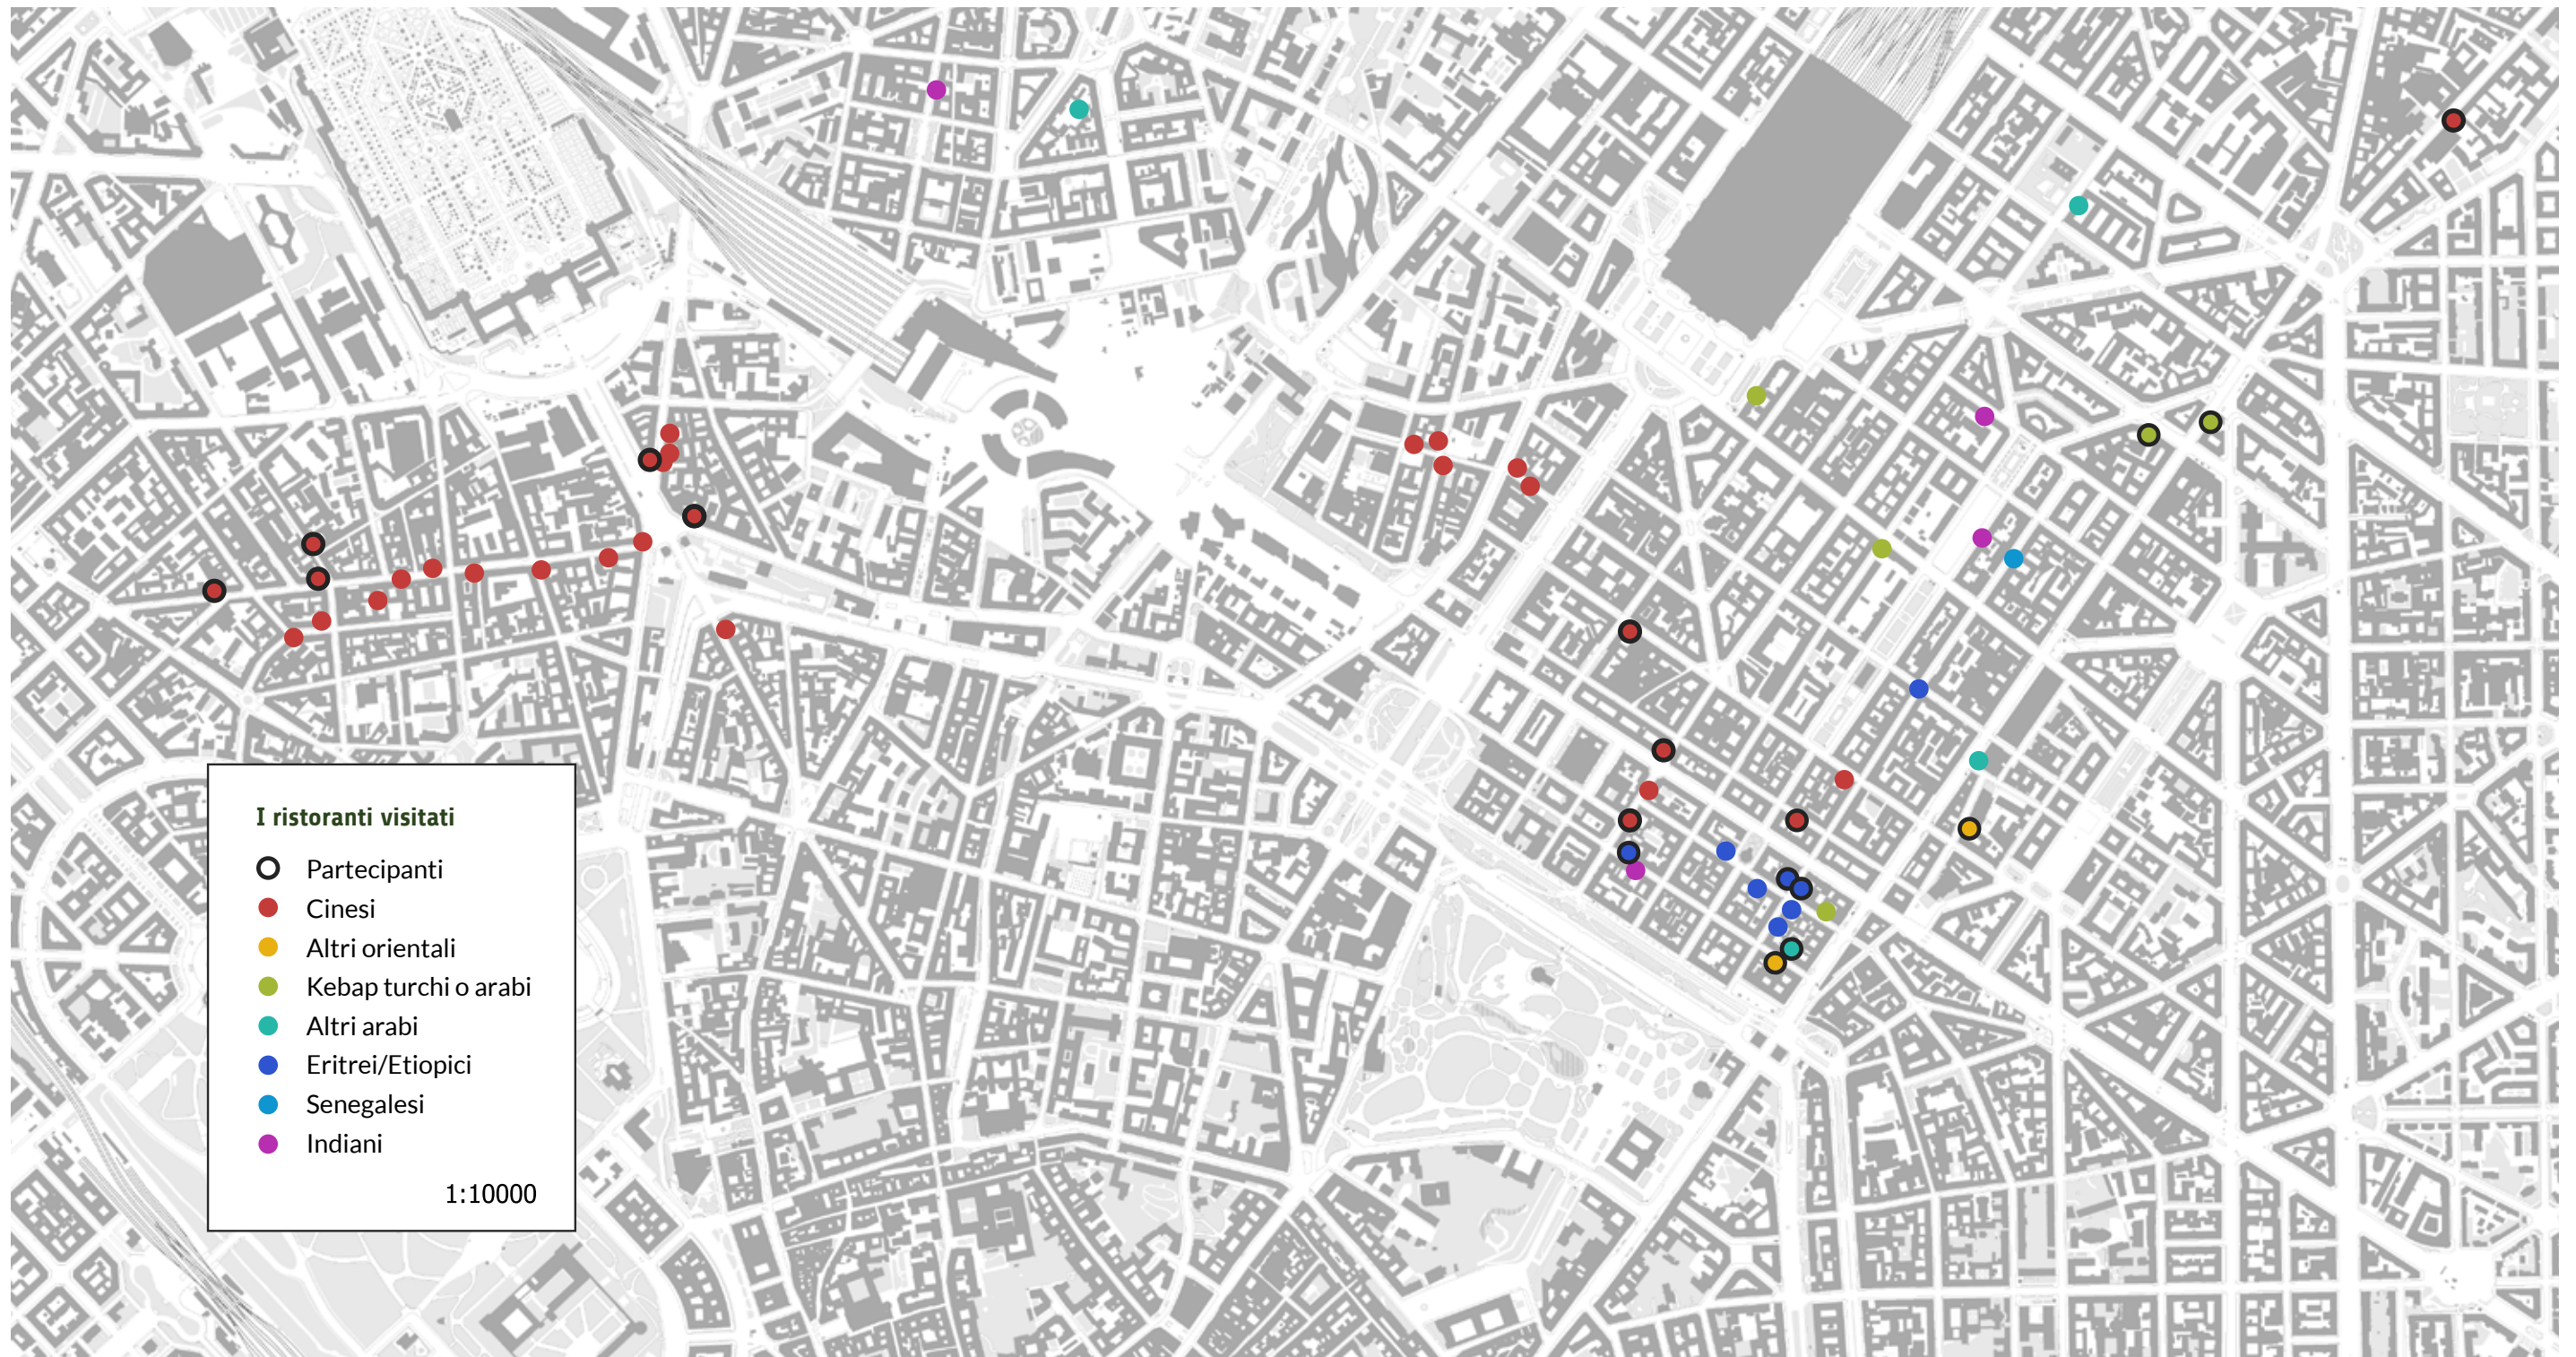 I ristoranti visitati
Partecipanti
Cinesi
Altri orientali
Kebap turchi o arabi
Altri arabi
Eritrei/Etiopici
Senegalesi
Indiani
1:10000